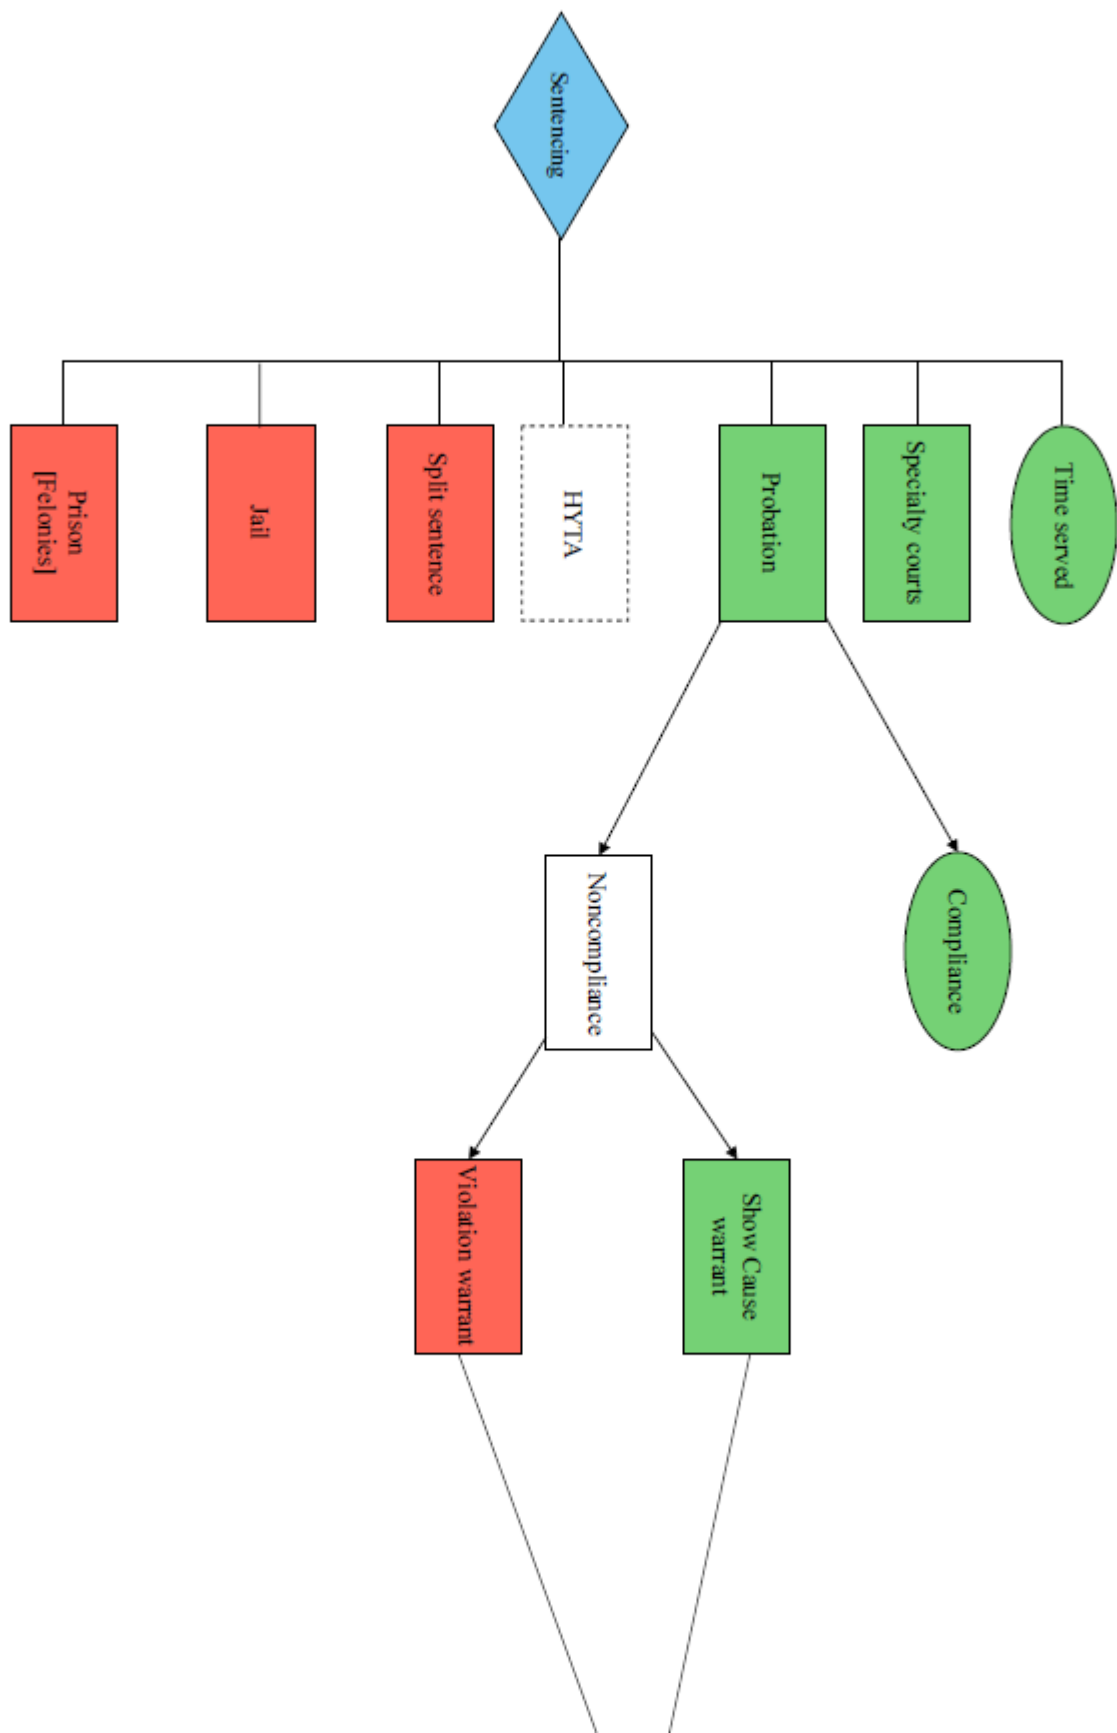 Sentencing
Time served
Specialty courts
Probation
HYTA
Split sentence
Jail
Prison
[Felonies]
Compliance
Noncompliance
Show Cause
warrant
Violation warrant